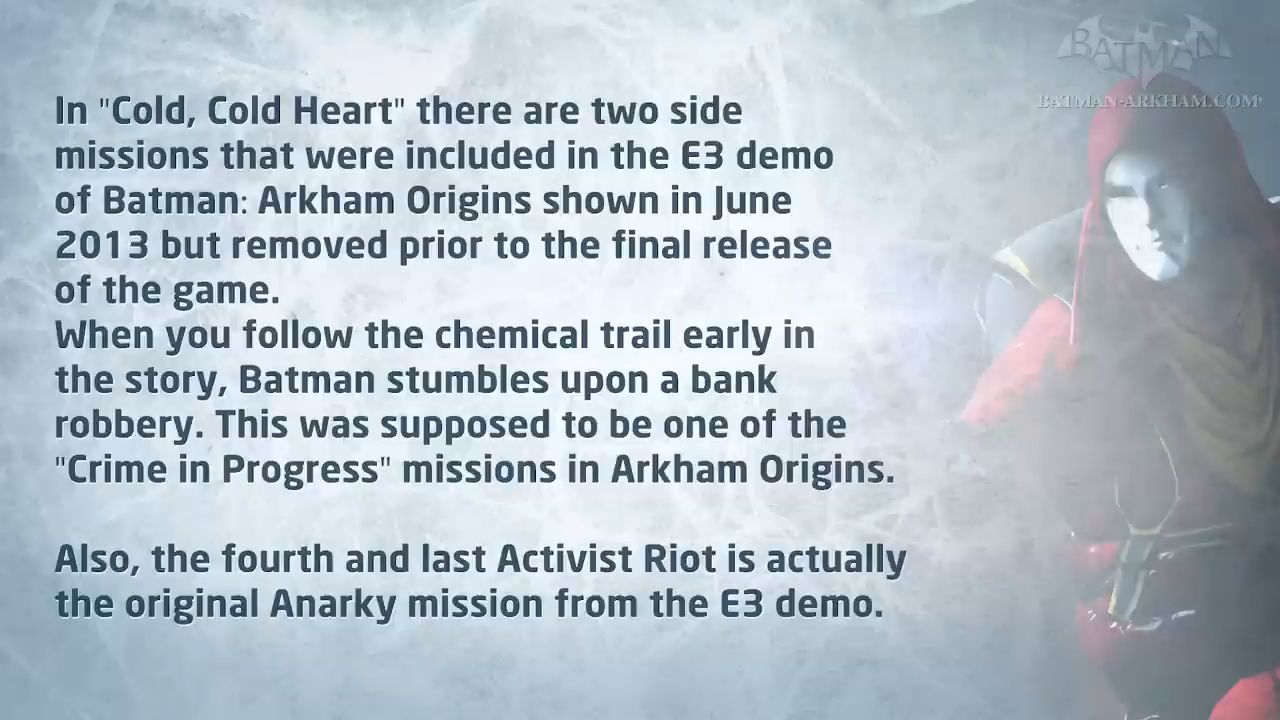 BATMAN
BATMAN-ARKHAM.COM
In "Cold, Cold Heart" there are two side
missions that were included in the E3 demo
of Batman: Arkham Origins shown in June
2013 but removed prior to the final release
of the game.
When you follow the chemical trail early in
the story, Batman stumbles upon a bank
robbery. This was supposed to be one of the
"Crime in Progress" missions in Arkham Origins.
Also, the fourth and last Activist Riot is actually
the original Anarky mission from the E3 demo.